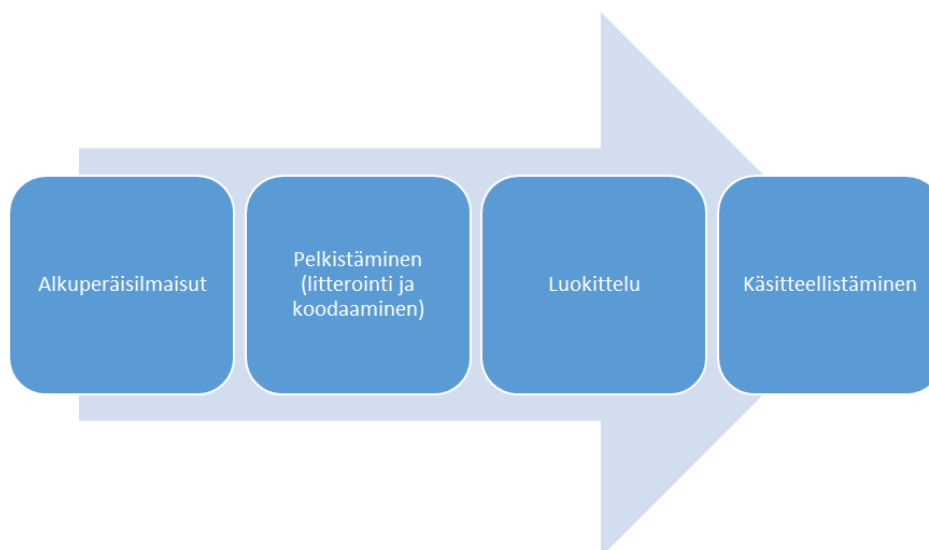 Alkuperäisilmaisut
Pelkistäminen
(litterointi ja
koodaaminen)
Luokittelu
Käsitteellistäminen